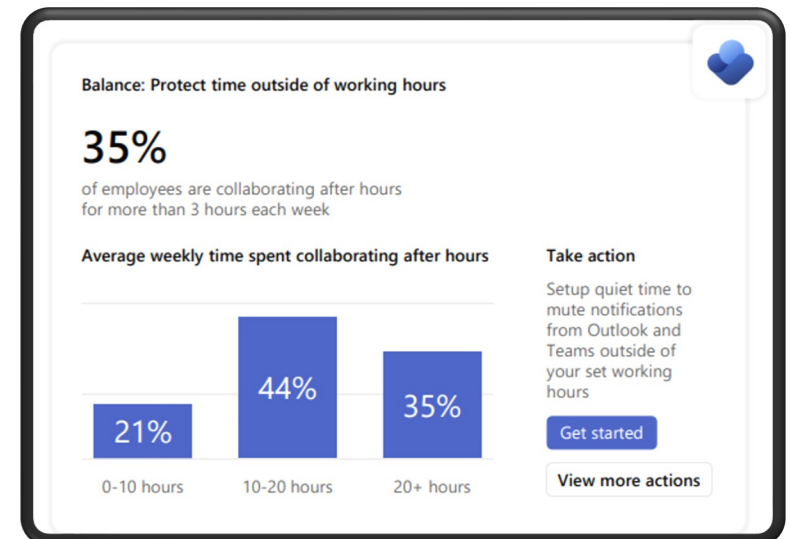 Balance: Protect time outside of working hours
35%
of employees are collaborating after hours
for more than 3 hours each week
Average weekly time spent collaborating after hours
21%
44%
35%
0-10 hours
10-20 hours
20+ hours
Take action
Setup quiet time to
mute notifications
from Outlook and
Teams outside of
your set working
hours
Get started
View more actions